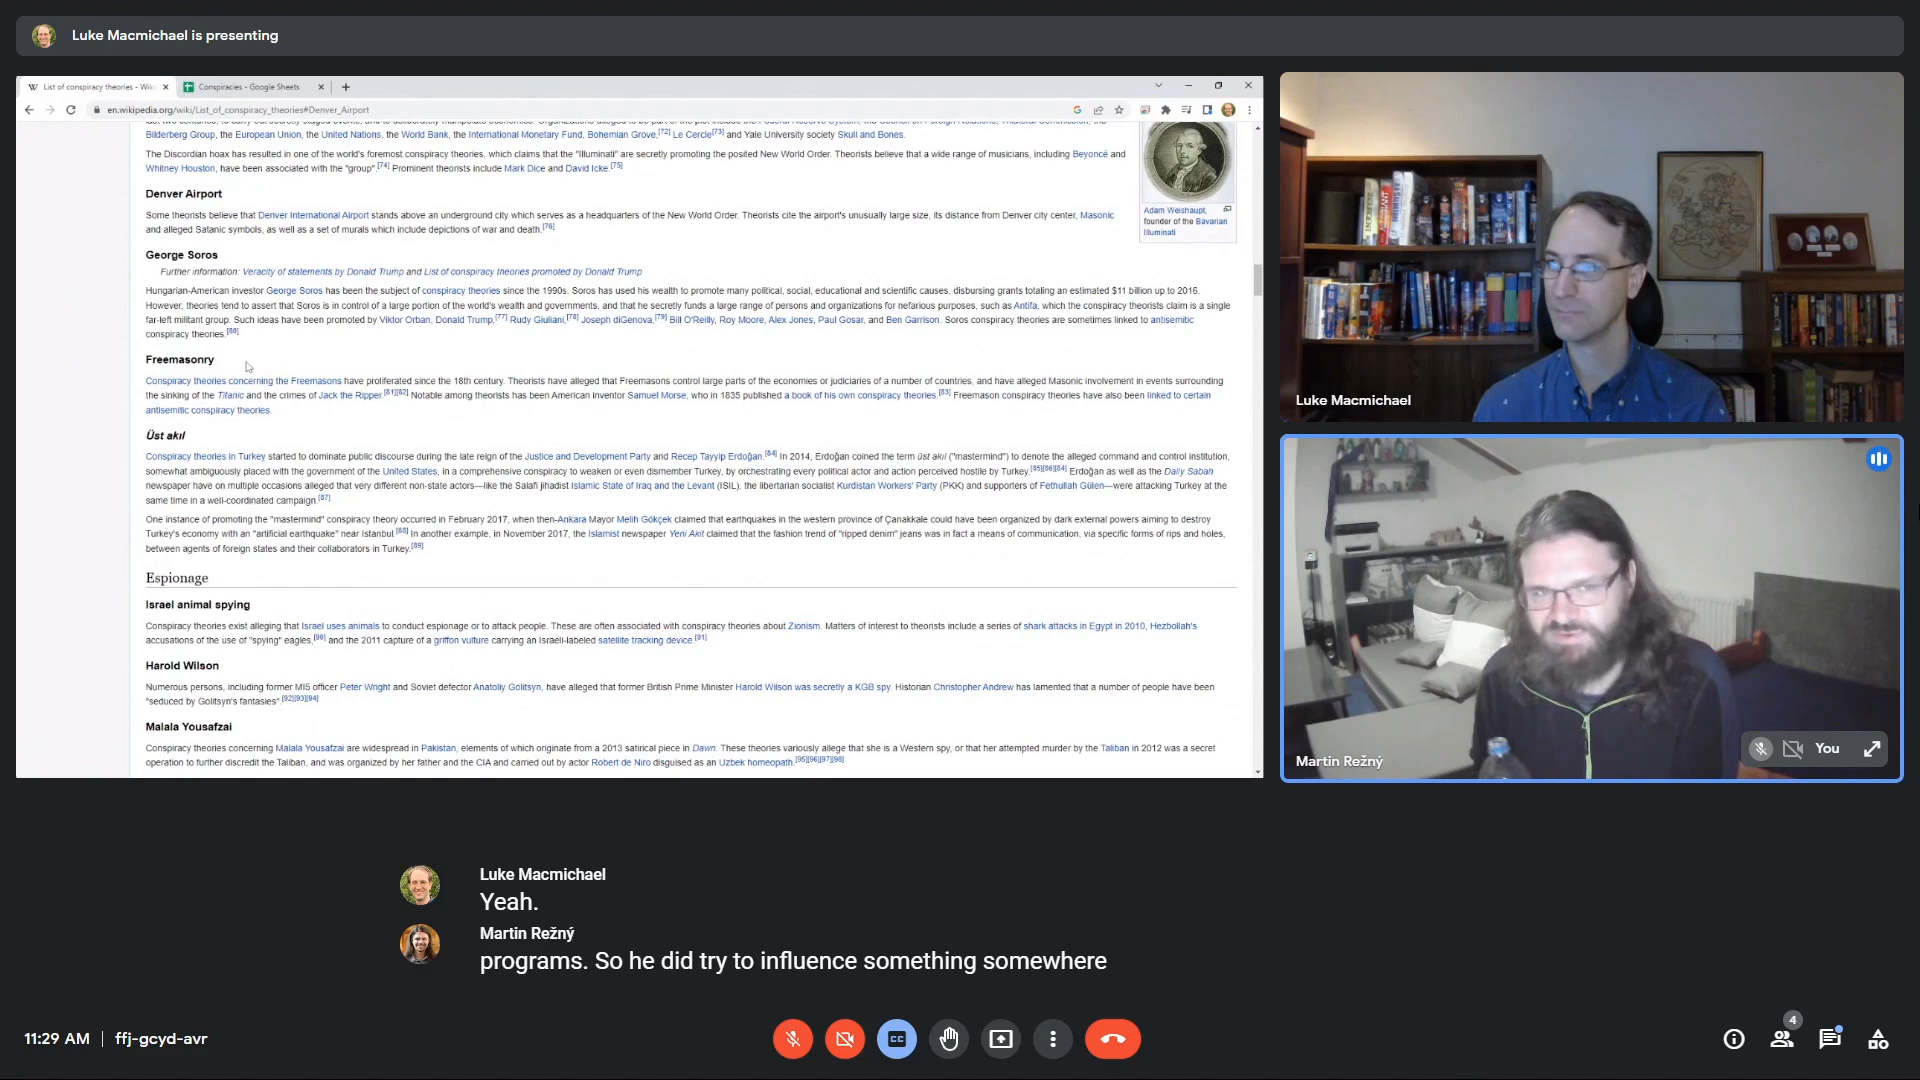 Luke Macmichael is presenting
List of conspiracy theories - Wiki
Conspiracies - Google Sheets
en.wikipedia.org/wiki/List_of_conspiracy_theories#Denver_Airport
Bilderberg Group, the European Union, the United Nations, the World Bank, the International Monetary Fund, Bohemian Grove,[72] Le Cercle[73] and Yale University society Skull and Bones.
The Discordian hoax has resulted in one of the world's foremost conspiracy theories, which claims that the "Illuminati" are secretly promoting the posited New World Order. Theorists believe that a wide range of musicians, including Beyoncé and
Whitney Houston, have been associated with the "group".[74] Prominent theorists include Mark Dice and David Icke.[75]
Adam Weishaupt,
founder of the Bavarian
Illuminati
Denver Airport
Some theorists believe that Denver International Airport stands above an underground city which serves as a headquarters of the New World Order. Theorists cite the airport's unusually large size, its distance from Denver city center, Masonic
and alleged Satanic symbols, as well as a set of murals which include depictions of war and death.[76]
George Soros
Further information: Veracity of statements by Donald Trump and List of conspiracy theories promoted by Donald Trump
Hungarian-American investor George Soros has been the subject of conspiracy theories since the 1990s. Soros has used his wealth to promote many political, social, educational and scientific causes, disbursing grants totaling an estimated $11 billion up to 2016.
However, theories tend to assert that Soros is in control of a large portion of the world's wealth and governments, and that he secretly funds a large range of persons and organizations for nefarious purposes, such as Antifa, which the conspiracy theorists claim is a single
far-left militant group. Such ideas have been promoted by Viktor Orban, Donald Trump,[77] Rudy Giuliani,[78] Joseph diGenova,[79] Bill O'Reilly, Roy Moore, Alex Jones, Paul Gosar, and Ben Garrison. Soros conspiracy theories are sometimes linked to antisemitic
conspiracy theories.[80]
Freemasonry
Conspiracy theories concerning the Freemasons have proliferated since the 18th century. Theorists have alleged that Freemasons control large parts of the economies or judiciaries of a number of countries, and have alleged Masonic involvement in events surrounding
the sinking of the Titanic and the crimes of Jack the Ripper.[81][82] Notable among theorists has been American inventor Samuel Morse, who in 1835 published a book of his own conspiracy theories.[83] Freemason conspiracy theories have also been linked to certain
antisemitic conspiracy theories.
Üst akıl
Conspiracy theories in Turkey started to dominate public discourse during the late reign of the Justice and Development Party and Recep Tayyip Erdoğan.[84] In 2014, Erdoğan coined the term üst akıl ("mastermind") to denote the alleged command and control institution,
somewhat ambiguously placed with the government of the United States, in a comprehensive conspiracy to weaken or even dismember Turkey, by orchestrating every political actor and action perceived hostile by Turkey.[85][86][84] Erdoğan as well as the Daily Sabah
newspaper have on multiple occasions alleged that very different non-state actors—like the Salafi jihadist Islamic State of Iraq and the Levant (ISIL), the libertarian socialist Kurdistan Workers' Party (PKK) and supporters of Fethullah Gülen—were attacking Turkey at the
same time in a well-coordinated campaign.[87]
One instance of promoting the "mastermind" conspiracy theory occurred in February 2017, when then-Ankara Mayor Melih Gökçek claimed that earthquakes in the western province of Çanakkale could have been organized by dark external powers aiming to destroy
Turkey's economy with an "artificial earthquake" near Istanbul.[88] In another example, in November 2017, the Islamist newspaper Yeni Akit claimed that the fashion trend of "ripped denim" jeans was in fact a means of communication, via specific forms of rips and holes,
between agents of foreign states and their collaborators in Turkey.[89]
Espionage
Israel animal spying
Conspiracy theories exist alleging that Israel uses animals to conduct espionage or to attack people. These are often associated with conspiracy theories about Zionism. Matters of interest to theorists include a series of shark attacks in Egypt in 2010, Hezbollah's
accusations of the use of "spying" eagles,[90] and the 2011 capture of a griffon vulture carrying an Israeli-labeled satellite tracking device.[91]
Harold Wilson
Numerous persons, including former MI5 officer Peter Wright and Soviet defector Anatoliy Golitsyn, have alleged that former British Prime Minister Harold Wilson was secretly a KGB spy. Historian Christopher Andrew has lamented that a number of people have been
"seduced by Golitsyn's fantasies".[92][93][94]
Malala Yousafzai
Conspiracy theories concerning Malala Yousafzai are widespread in Pakistan, elements of which originate from a 2013 satirical piece in Dawn. These theories variously allege that she is a Western spy, or that her attempted murder by the Taliban in 2012 was a secret
operation to further discredit the Taliban, and was organized by her father and the CIA and carried out by actor Robert de Niro disguised as an Uzbek homeopath.[95][96][97][98]
Luke Macmichael
Martin Režný
You
Luke Macmichael
Yeah.
Martin Režný
programs. So he did try to influence something somewhere
11:29 AM | ffj-gcyd-avr
CC
4